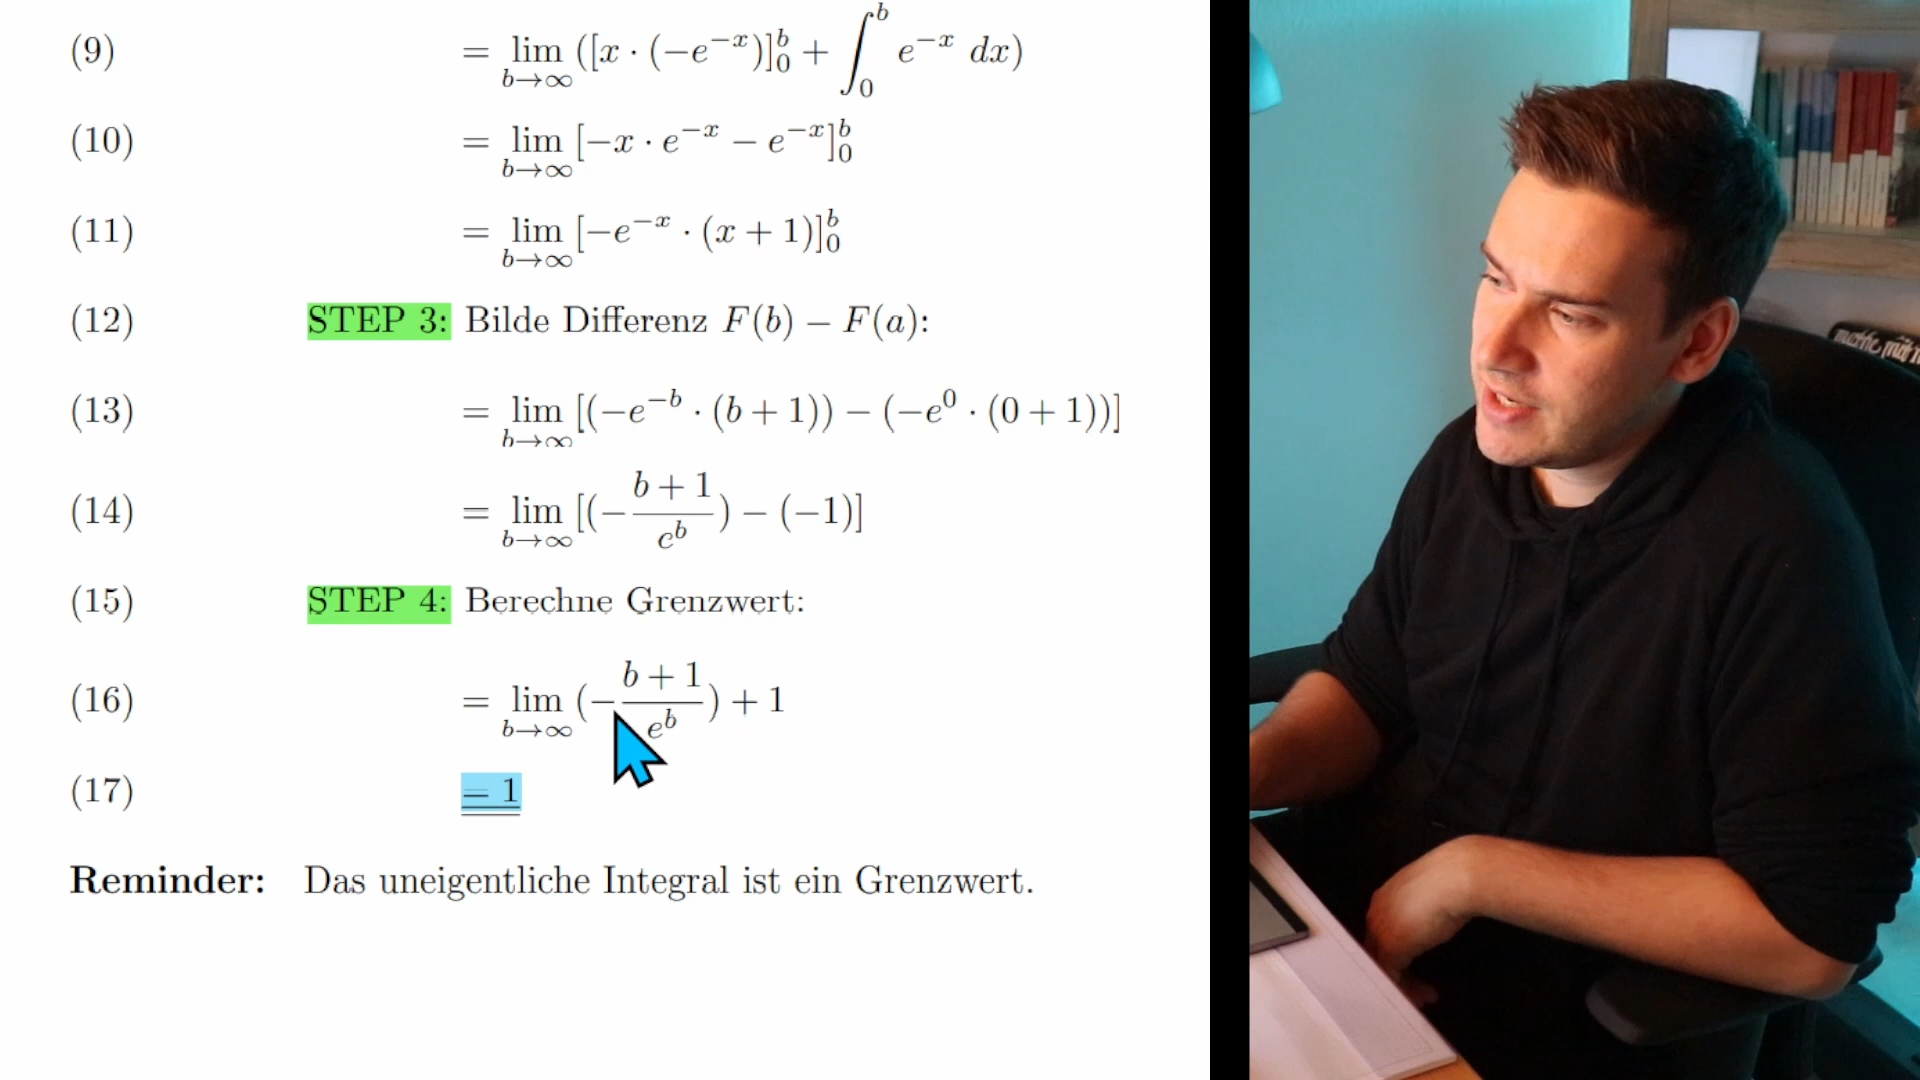 (9) = lim_{b→∞} ([x · (−e^{−x})]_0^b + ∫_0^b e^{−x} dx)
(10) = lim_{b→∞} [−x · e^{−x} − e^{−x}]_0^b
(11) = lim_{b→∞} [−e^{−x} · (x + 1)]_0^b
(12) STEP 3: Bilde Differenz F(b) − F(a):
(13) = lim_{b→∞} [(−e^{−b} · (b + 1)) − (−e^0 · (0 + 1))]
(14) = lim_{b→∞} [(−\frac{b + 1}{e^b}) − (−1)]
(15) STEP 4: Berechne Grenzwert:
(16) = lim_{b→∞} (−\frac{b + 1}{e^b}) + 1
(17) = 1
Reminder: Das uneigentliche Integral ist ein Grenzwert.